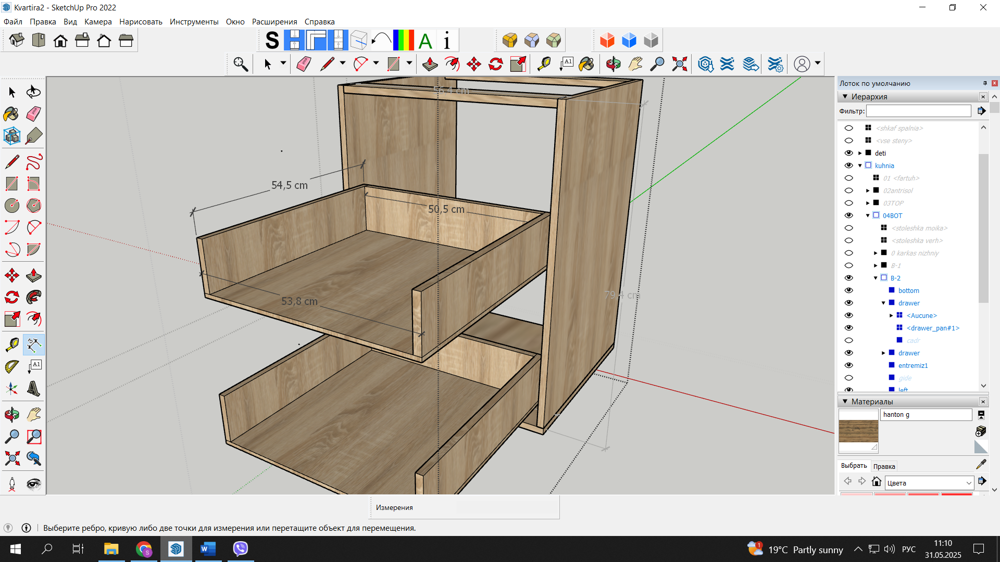 Kvartira2 - SketchUp Pro 2022
Файл Правка Вид Камера Нарисовать Инструменты Окно Расширения Справка
S A i
A1
Лоток по умолчанию
Иерархия
Фильтр:
<shkaf spalnia>
<vse steny>
deti
kuhnia
01 <fartuh>
02antrisol
03TOP
04BOT
<stoleshka moika>
<stoleshka verh>
0 karkas nizhniy
B-1
B-2
bottom
drawer
<Aucune>
<drawer_pan#1>
cadr
drawer
entremiz1
gide
left
56,4 cm
54,5 cm
50,5 cm
53,8 cm
79,4 cm
A1
Материалы
hanton g
Выбрать Правка
Цвета
Измерения
Выберите ребро, кривую либо две точки для измерения или перетащите объект для перемещения.
S
W
1
19°C Partly sunny
РУС
11:10
31.05.2025